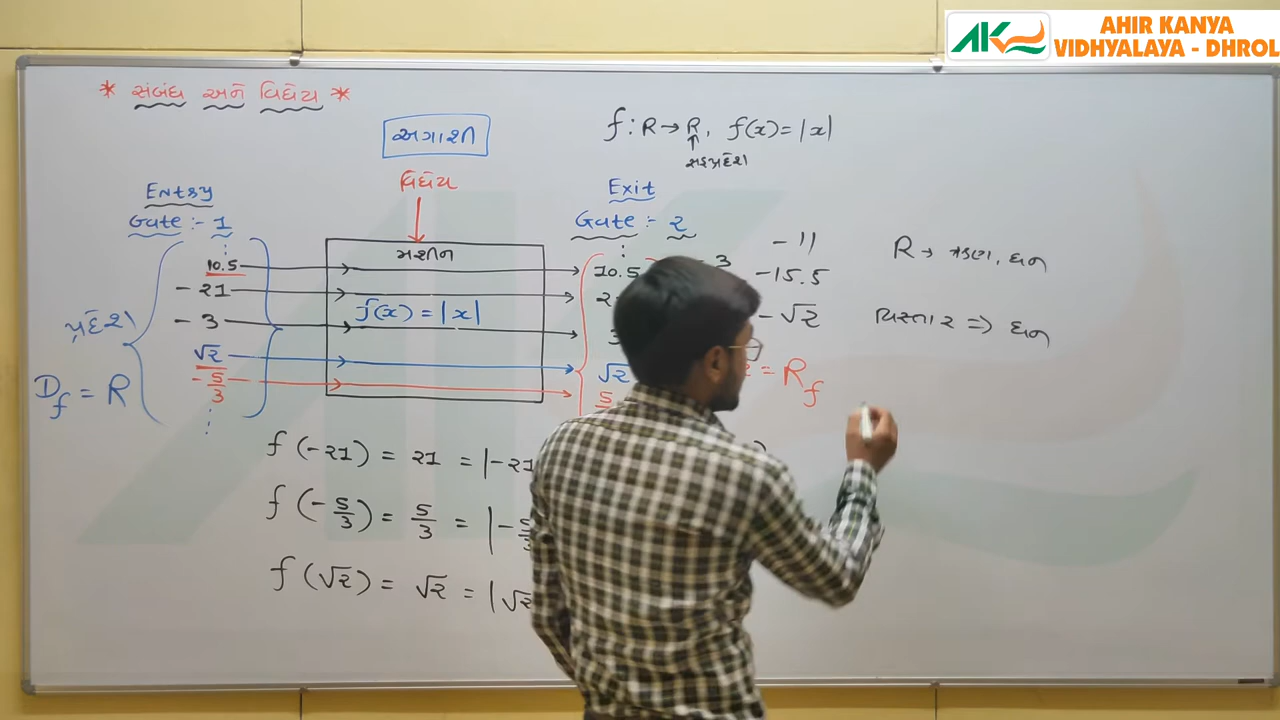 AHIR KANYA
VIDHYALAYA - DHROL
* સંબંધ અને વિધેય *
અગાશી
f : R → R, f(x) = |x|
↑
સહપ્રદેશ
વિધેય
Entry
Gate :- 1
Exit
Gate :- 2
મશીન
f(x) = |x|
10.5
- 21
- 3
√2
- 5/3
પ્રદેશ
D_f = R
10.5
√2
- 11
- 15.5
- √2
= R_f
R → ઋણ, ધન
વિસ્તાર ⇒ ધન
f(-21) = 21 = |-21
f(-5/3) = 5/3 = |-5/3
f(√2) = √2 = |√2